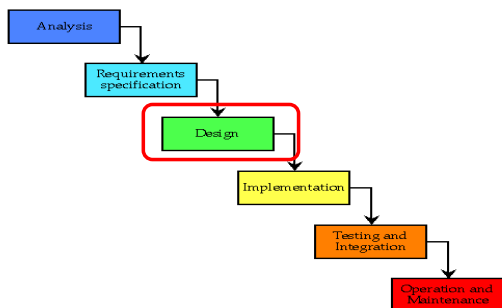 Analysis
Requirements
specification
Design
Implementation
Testing and
Integration
Operation and
Maintenance